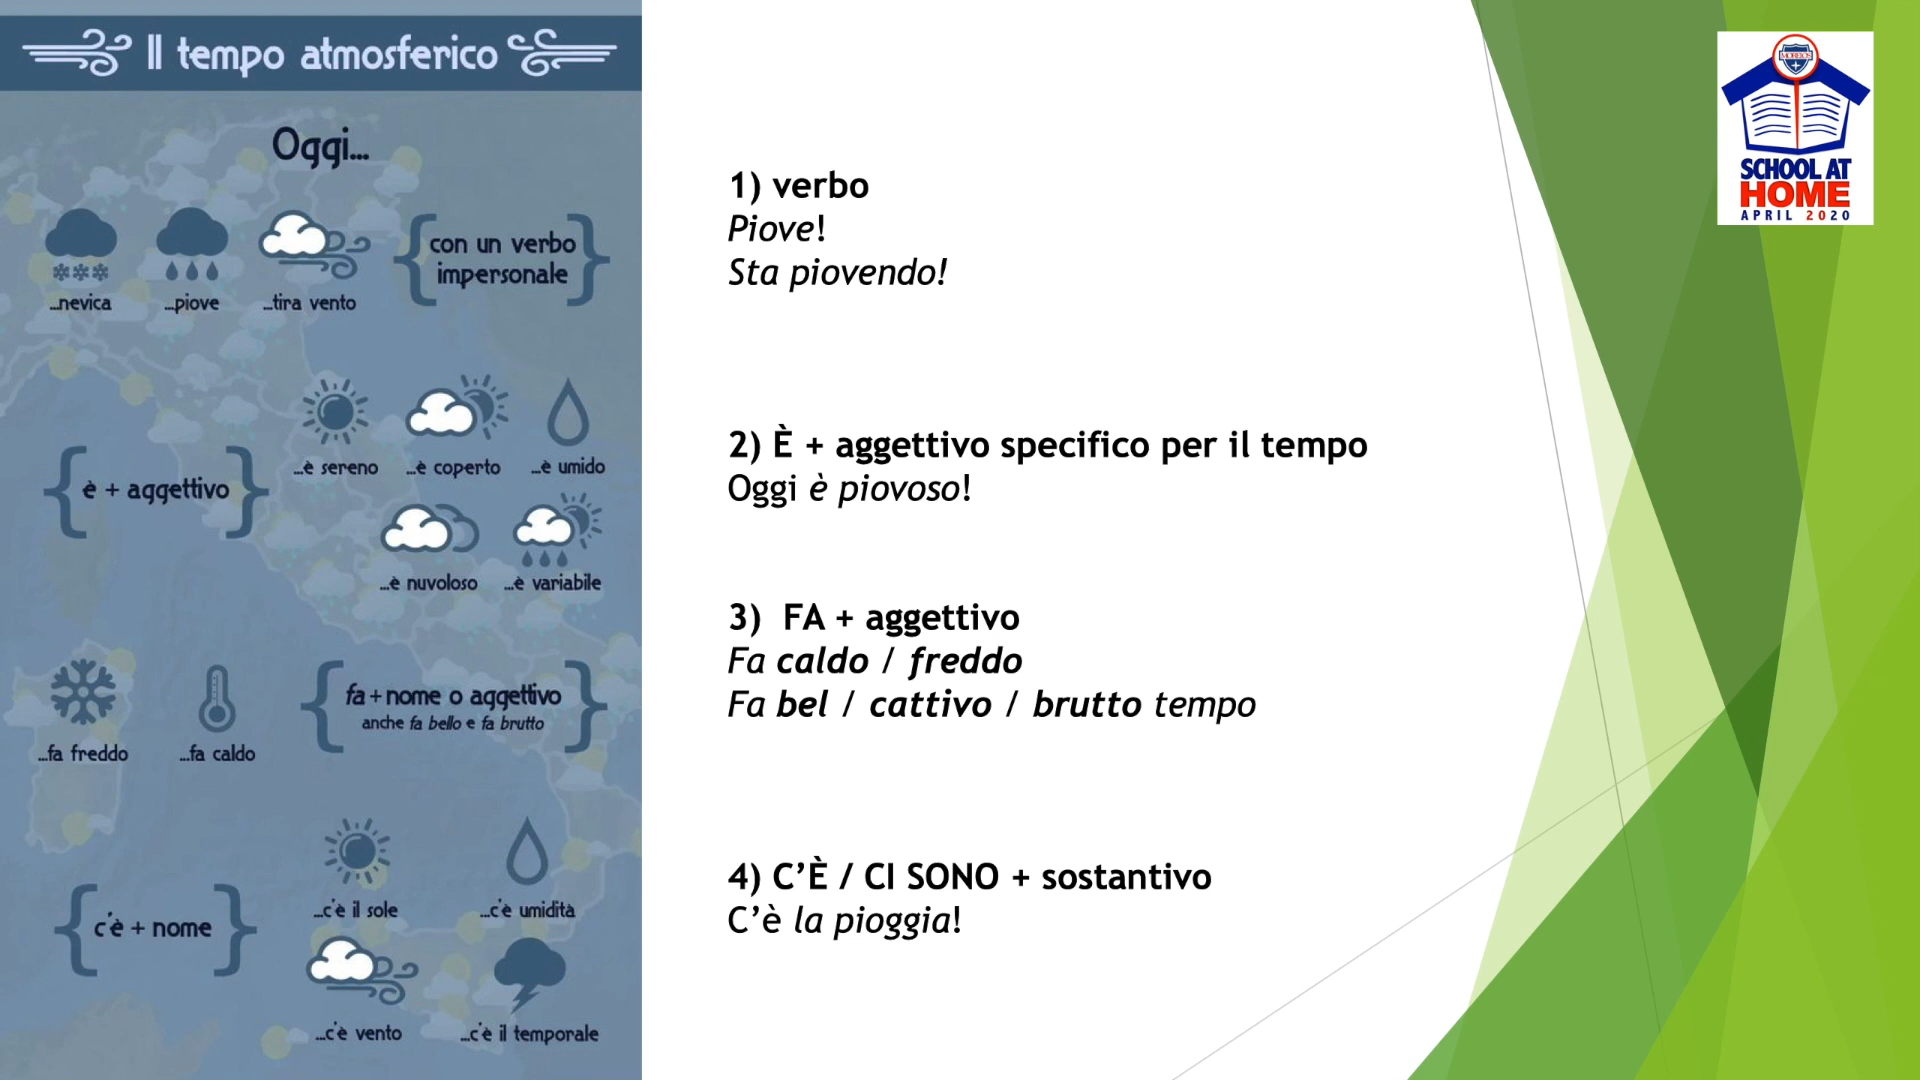 Il tempo atmosferico
Oggi...
...nevica
...piove
...tira vento
con un verbo
impersonale
è + aggettivo
...è sereno
...è coperto
...è umido
...è nuvoloso
...è variabile
...fa freddo
...fa caldo
fa + nome o aggettivo
anche fa bello e fa brutto
c'è + nome
...c'è il sole
...c'è umidità
...c'è vento
...c'è il temporale
1) verbo
Piove!
Sta piovendo!
2) È + aggettivo specifico per il tempo
Oggi è piovoso!
3) FA + aggettivo
Fa caldo / freddo
Fa bel / cattivo / brutto tempo
4) C’È / CI SONO + sostantivo
C’è la pioggia!
MORELOS
SCHOOL AT
HOME
APRIL 2020